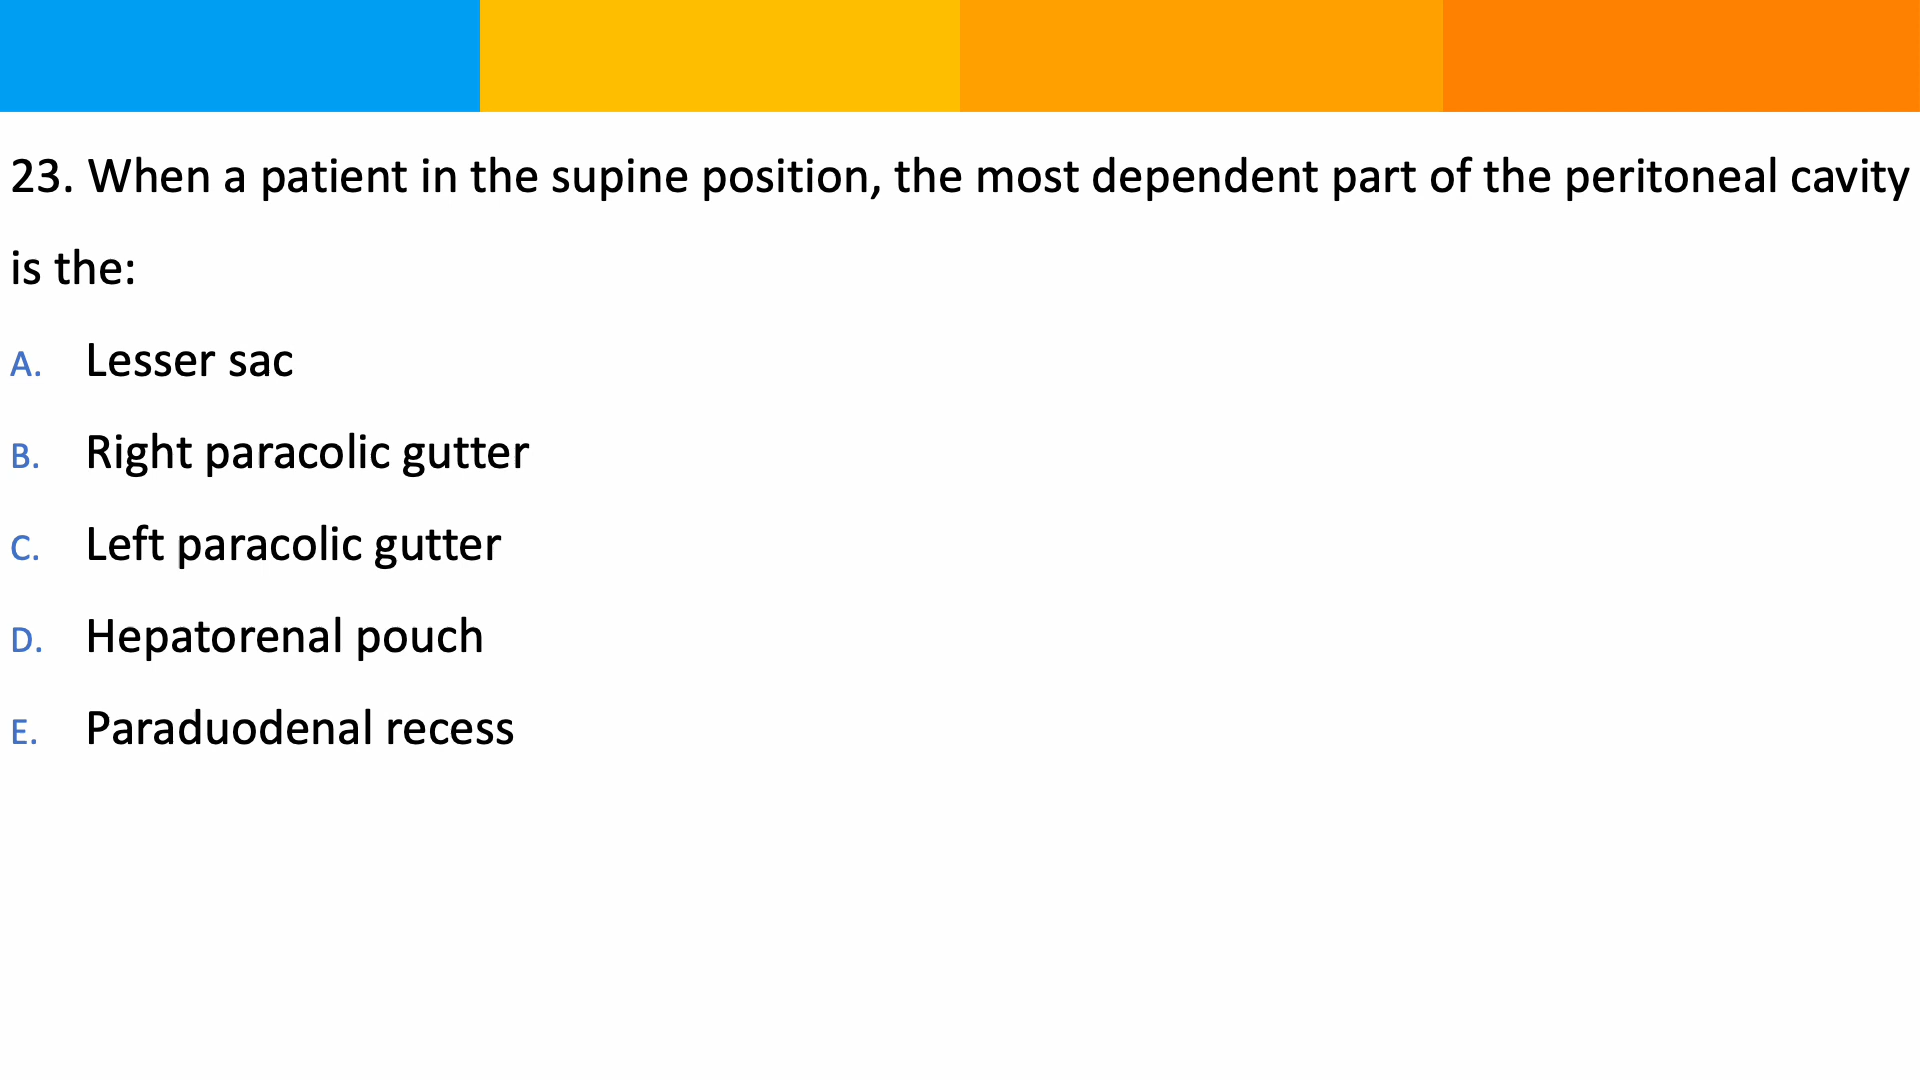 23. When a patient in the supine position, the most dependent part of the peritoneal cavity
is the:
A. Lesser sac
B. Right paracolic gutter
C. Left paracolic gutter
D. Hepatorenal pouch
E. Paraduodenal recess